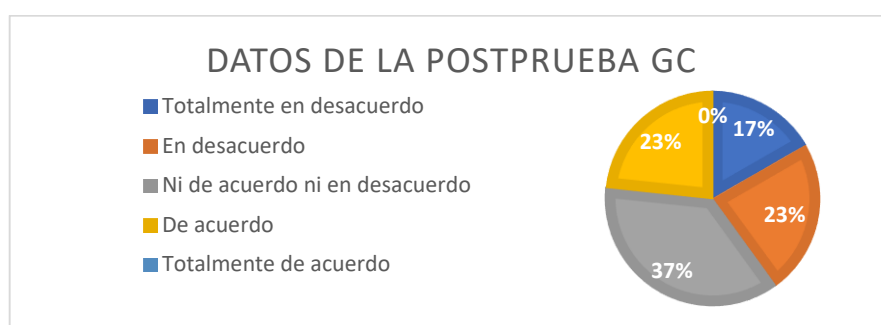 DATOS DE LA POSTPRUEBA GC
Totalmente en desacuerdo
En desacuerdo
Ni de acuerdo ni en desacuerdo
De acuerdo
Totalmente de acuerdo
0%
17%
23%
23%
37%